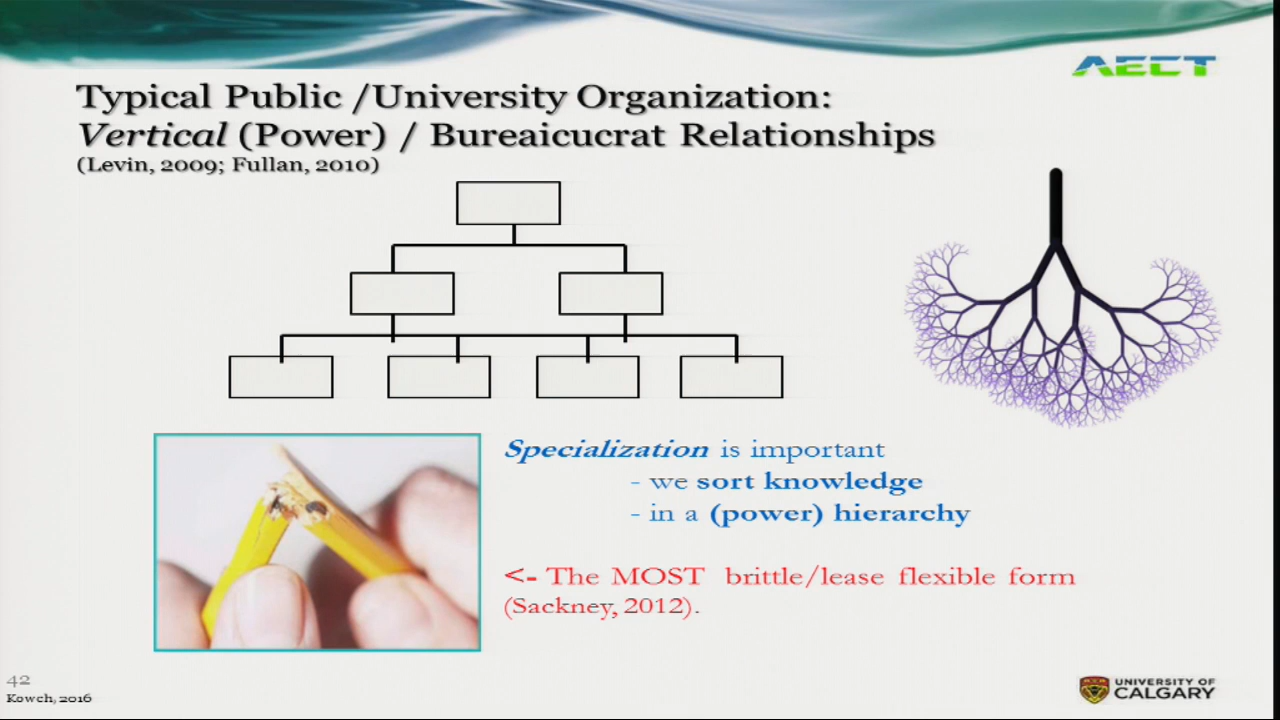 AECT
Typical Public /University Organization:
Vertical (Power) / Bureaicucrat Relationships
(Levin, 2009; Fullan, 2010)
Specialization is important
- we sort knowledge
- in a (power) hierarchy
<- The MOST brittle/lease flexible form
(Sackney, 2012).
42
Kowch, 2016
UNIVERSITY OF
CALGARY